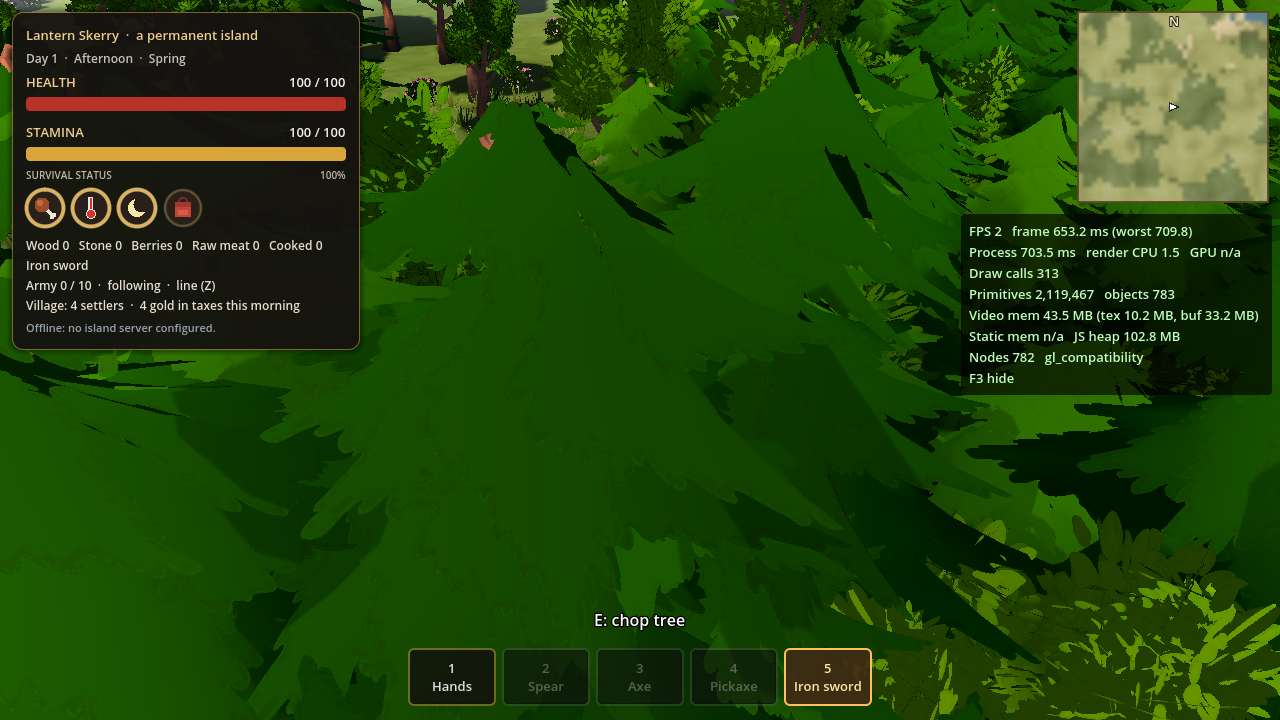 Lantern Skerry · a permanent island
Day 1 · Afternoon · Spring
HEALTH 100 / 100
STAMINA 100 / 100
SURVIVAL STATUS 100%
Wood 0 Stone 0 Berries 0 Raw meat 0 Cooked 0
Iron sword
Army 0 / 10 · following · line (Z)
Village: 4 settlers · 4 gold in taxes this morning
Offline: no island server configured.
N
FPS 2 frame 653.2 ms (worst 709.8)
Process 703.5 ms render CPU 1.5 GPU n/a
Draw calls 313
Primitives 2,119,467 objects 783
Video mem 43.5 MB (tex 10.2 MB, buf 33.2 MB)
Static mem n/a JS heap 102.8 MB
Nodes 782 gl_compatibility
F3 hide
E: chop tree
1 2 3 4 5
Hands Spear Axe Pickaxe Iron sword